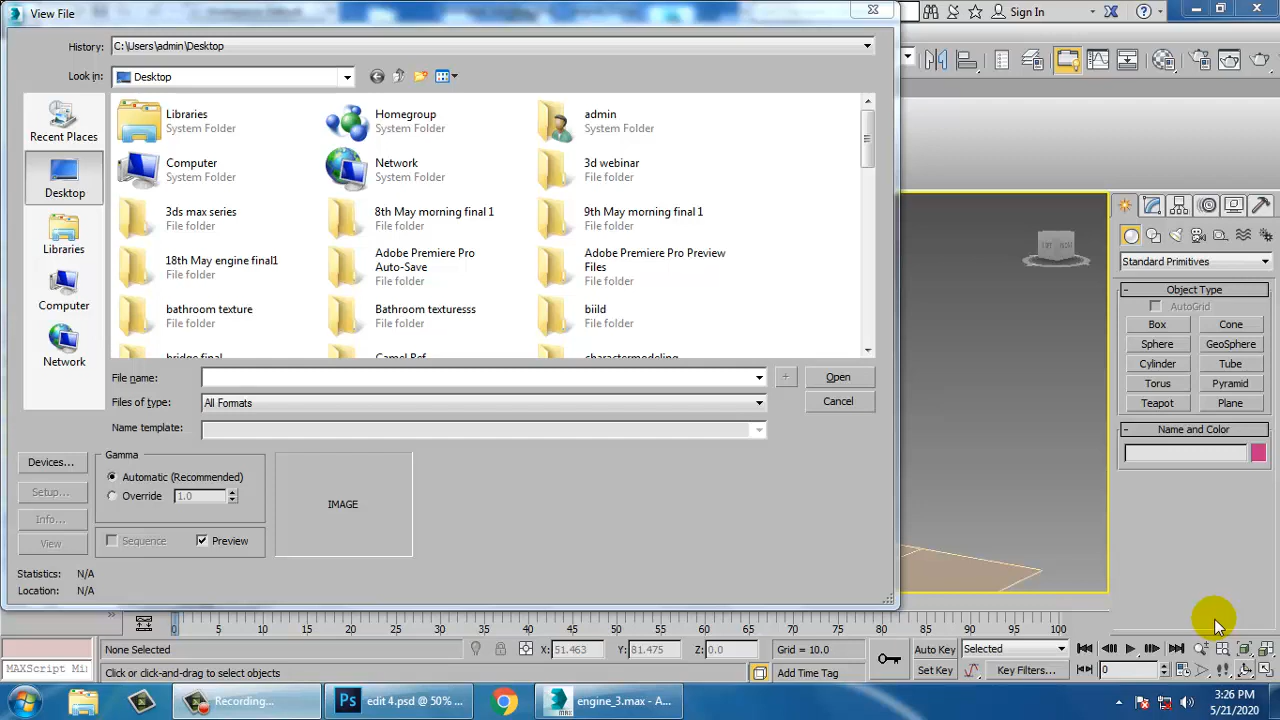 View File
Sign In
History:
C:\Users\admin\Desktop
Look in:
Desktop
Recent Places
Desktop
Libraries
Computer
Network
Libraries
System Folder
Homegroup
System Folder
admin
System Folder
Computer
System Folder
Network
System Folder
3d webinar
File folder
3ds max series
File folder
8th May morning final 1
File folder
9th May morning final 1
File folder
18th May engine final1
File folder
Adobe Premiere Pro
Auto-Save
File folder
Adobe Premiere Pro Preview
Files
File folder
bathroom texture
File folder
Bathroom texturesss
File folder
biild
File folder
bridge final
Camel Ref
charactermodeling
File name:
Open
Files of type:
All Formats
Cancel
Name template:
Devices...
Setup...
Info...
View
Gamma
Automatic (Recommended)
Override
1.0
Sequence
Preview
IMAGE
Statistics: N/A
Location: N/A
Standard Primitives
- Object Type
AutoGrid
Box
Cone
Sphere
GeoSphere
Cylinder
Tube
Torus
Pyramid
Teapot
Plane
- Name and Color
0 5 10 15 20 25 30 35 40 45 50 55 60 65 70 75 80 85 90 95 100
None Selected
X: 51.463
Y: 81.475
Z: 0.0
Grid = 10.0
Auto Key
Selected
MAXScript Mi
Click or click-and-drag to select objects
Add Time Tag
Set Key
Key Filters...
0
Recording...
Ps
edit 4.psd @ 50% ...
MAX
engine_3.max - A...
3:26 PM
5/21/2020